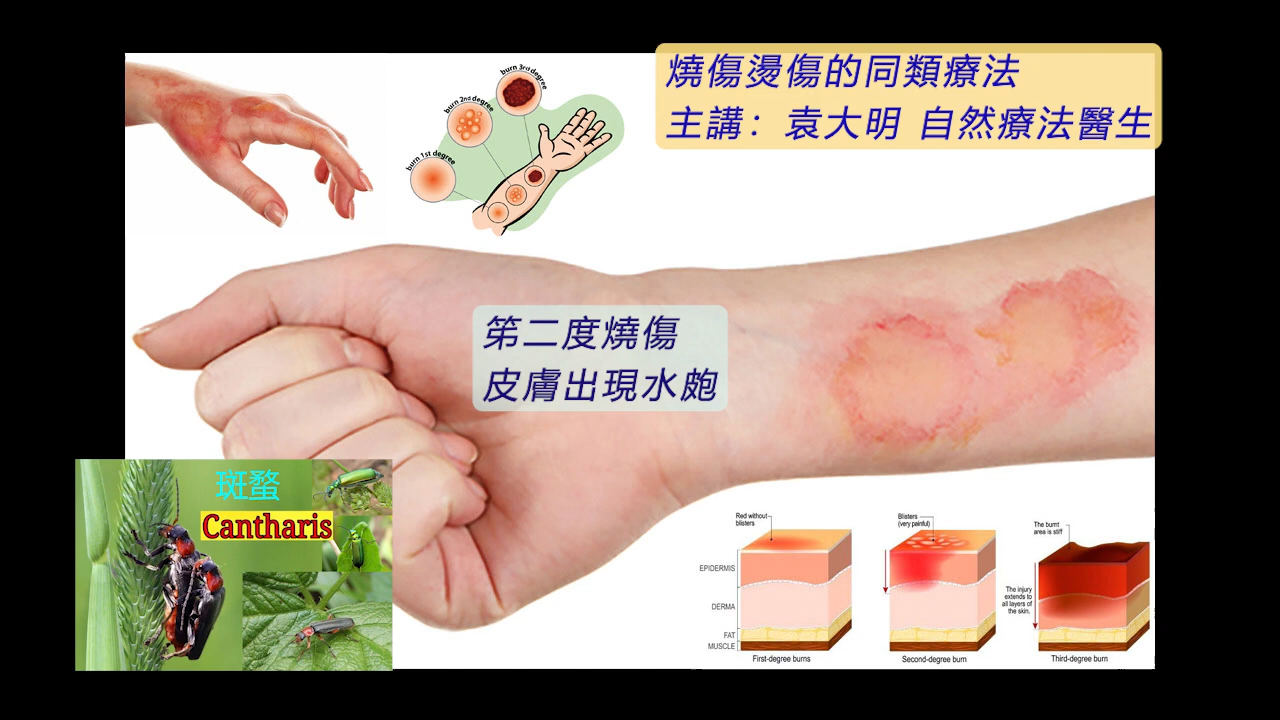 燒傷燙傷的同類療法
主講：袁大明 自然療法醫生
burn 3rd degree
burn 2nd degree
burn 1st degree
第二度燒傷
皮膚出現水皰
斑蝥
Cantharis
Red without
blisters
Blisters
(very painful)
The burnt
area is stiff
EPIDERMIS
DERMA
FAT
MUSCLE
The injury
extends to
all layers of
the skin.
First-degree burns
Second-degree burn
Third-degree burn